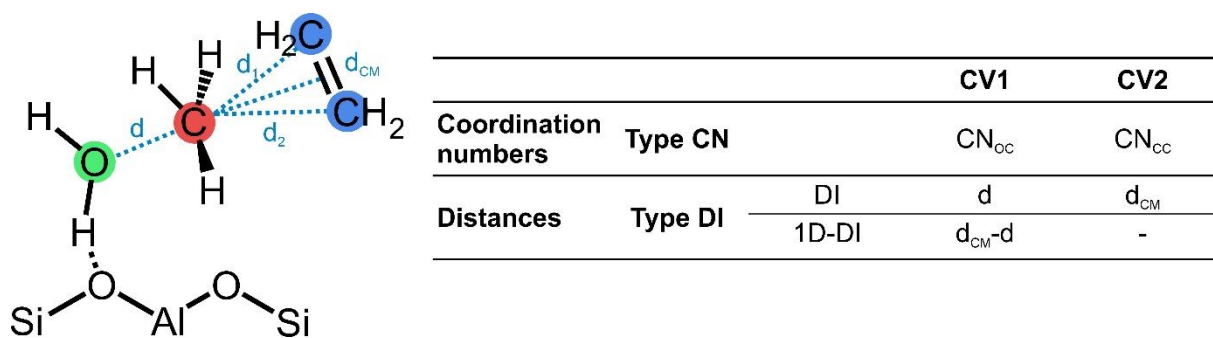 H₂C
H
H
d₁
d_CM
C
CH₂
H
d
d₂
O
H
H
O
O
Si
Al
Si
CV1 CV2
Coordination numbers Type CN CN_OC CN_CC
Distances Type DI DI d d_CM
1D-DI d_CM-d -